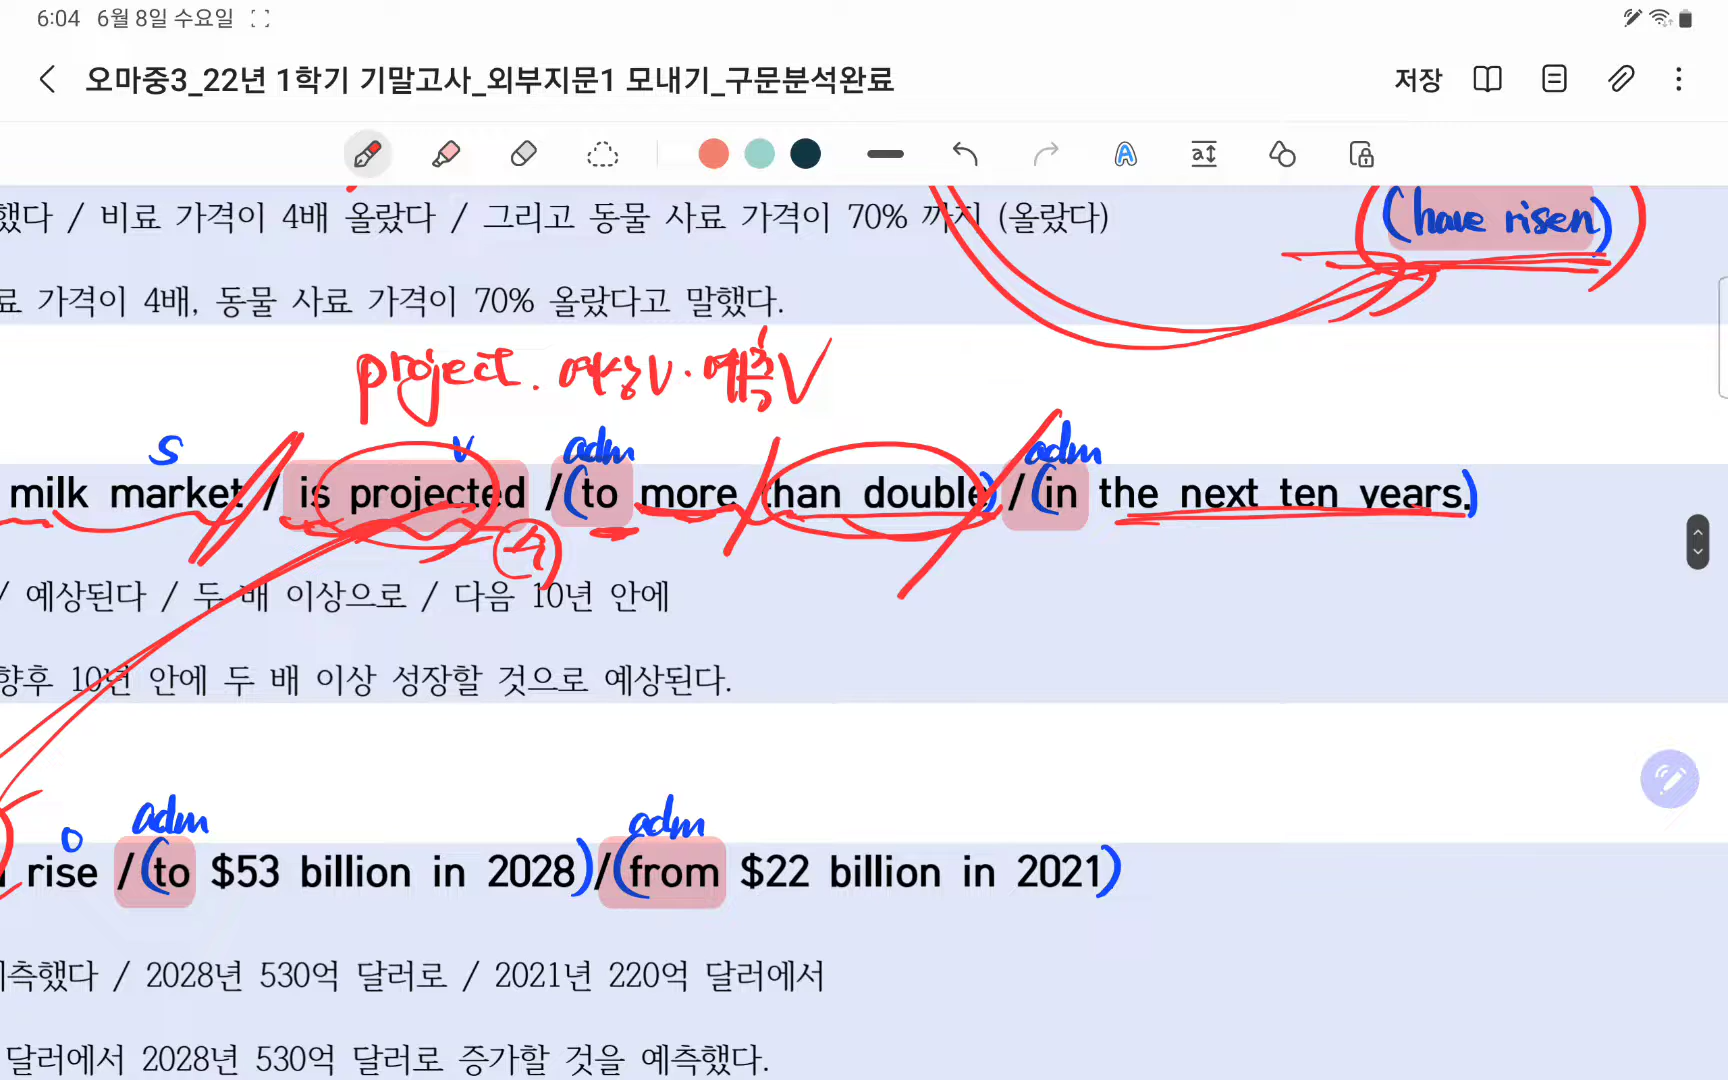 6:04 6월 8일 수요일
오마중3_22년 1학기 기말고사_외부지문1 모내기_구문분석완료
저장
했다 / 비료 가격이 4배 올랐다 / 그리고 동물 사료 가격이 70% 까지 (올랐다)
(have risen)
료 가격이 4배, 동물 사료 가격이 70% 올랐다고 말했다.
project. 예상V. 예측V
S V adm adm
milk market / is projected /(to more than double) / (in the next ten years.)
수
/ 예상된다 / 두 배 이상으로 / 다음 10년 안에
향후 10년 안에 두 배 이상 성장할 것으로 예상된다.
o adm adm
rise /(to $53 billion in 2028)/(from $22 billion in 2021)
측했다 / 2028년 530억 달러로 / 2021년 220억 달러에서
달러에서 2028년 530억 달러로 증가할 것을 예측했다.